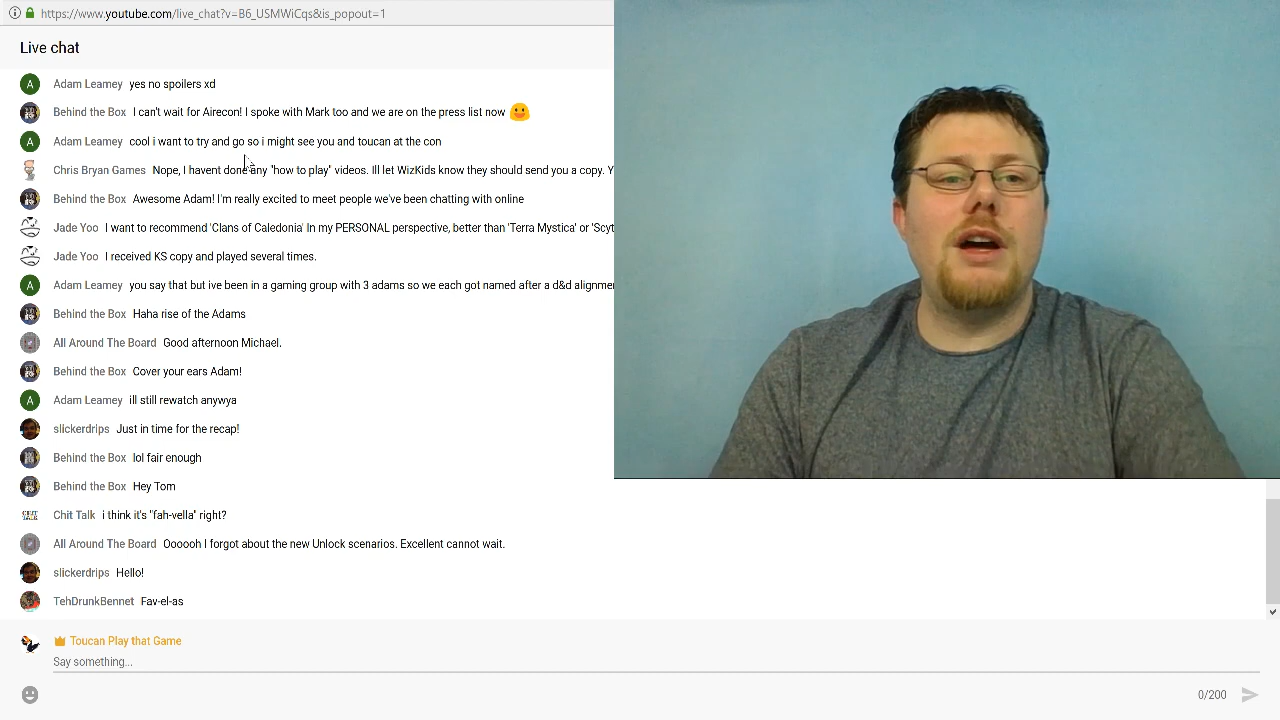 https://www.youtube.com/live_chat?v=B6_USMWiCqs&is_popout=1
Live chat
A Adam Leamey yes no spoilers xd
Behind the Box I can't wait for Airecon! I spoke with Mark too and we are on the press list now
A Adam Leamey cool i want to try and go so i might see you and toucan at the con
Chris Bryan Games Nope, I havent done any "how to play" videos. Ill let WizKids know they should send you a copy. Y
Behind the Box Awesome Adam! I'm really excited to meet people we've been chatting with online
Jade Yoo I want to recommend 'Clans of Caledonia' In my PERSONAL perspective, better than 'Terra Mystica' or 'Scyt
Jade Yoo I received KS copy and played several times.
A Adam Leamey you say that but ive been in a gaming group with 3 adams so we each got named after a d&d alignmen
Behind the Box Haha rise of the Adams
All Around The Board Good afternoon Michael.
Behind the Box Cover your ears Adam!
A Adam Leamey ill still rewatch anywya
slickerdrips Just in time for the recap!
Behind the Box lol fair enough
Behind the Box Hey Tom
CHIT TALK Chit Talk i think it's "fah-vella" right?
All Around The Board Oooooh I forgot about the new Unlock scenarios. Excellent cannot wait.
slickerdrips Hello!
TehDrunkBennet Fav-el-as
Toucan Play that Game
Say something...
0/200